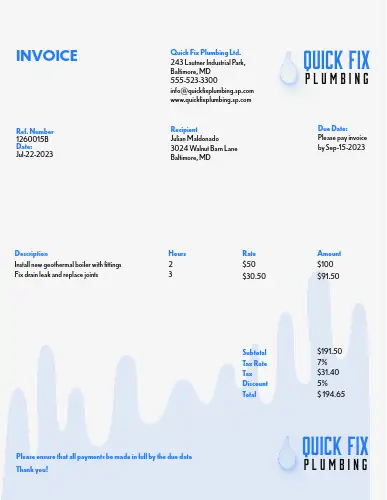 INVOICE
Quick Fix Plumbing Ltd.
243 Lautner Industrial Park,
Baltimore, MD
555-523-3300
info@quickfixplumbing.sp.com
www.quickfixplumbing.sp.com
QUICK FIX
PLUMBING
Ref. Number
1260015B
Date:
Jul-22-2023
Recipient
Julian Maldonado
3024 Walnut Barn Lane
Baltimore, MD
Due Date:
Please pay invoice
by Sep-15-2023
Description Hours Rate Amount
Install new geothermal boiler with fittings 2 $50 $100
Fix drain leak and replace joints 3 $30.50 $91.50
Subtotal $191.50
Tax Rate 7%
Tax $31.40
Discount 5%
Total $194.65
Please ensure that all payments be made in full by the due date
Thank you!
QUICK FIX
PLUMBING